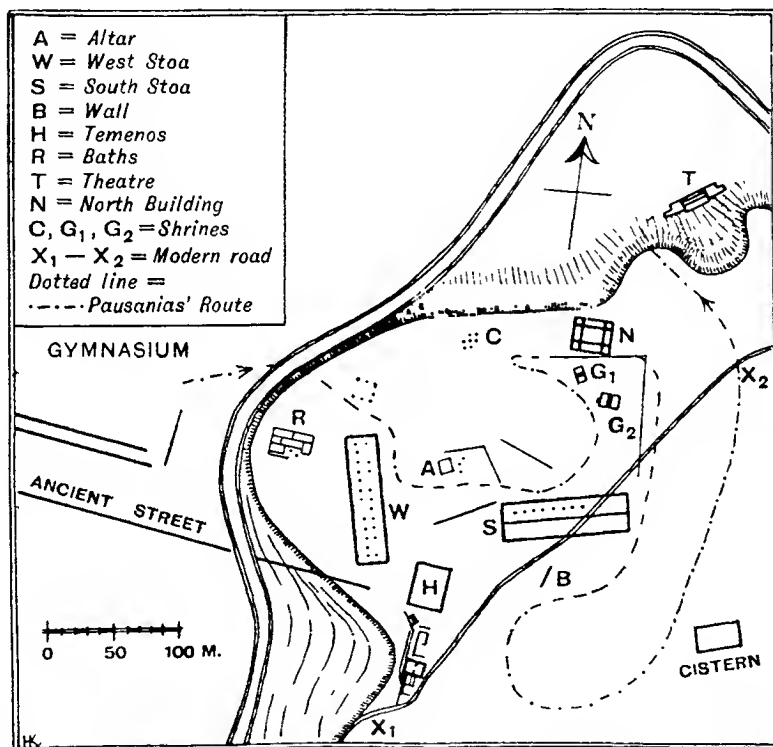 A = Altar
W = West Stoa
S = South Stoa
B = Wall
H = Temenos
R = Baths
T = Theatre
N = North Building
C, G₁, G₂ = Shrines
X₁ – X₂ = Modern road
Dotted line =
Pausanias' Route
N
T
GYMNASIUM
C
N
G₁
X₂
G₂
R
A
W
ANCIENT STREET
S
H
B
0 50 100 M.
CISTERN
X₁
HK